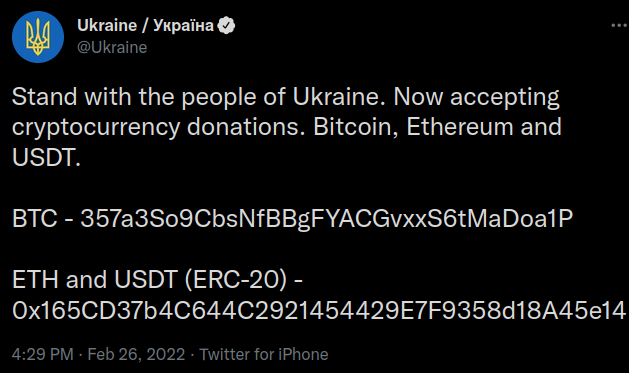 Ukraine / Україна
@Ukraine
Stand with the people of Ukraine. Now accepting
cryptocurrency donations. Bitcoin, Ethereum and
USDT.
BTC - 357a3So9CbsNfBBgFYACGvxxS6tMaDoa1P
ETH and USDT (ERC-20) -
0x165CD37b4C644C2921454429E7F9358d18A45e14
4:29 PM · Feb 26, 2022 · Twitter for iPhone